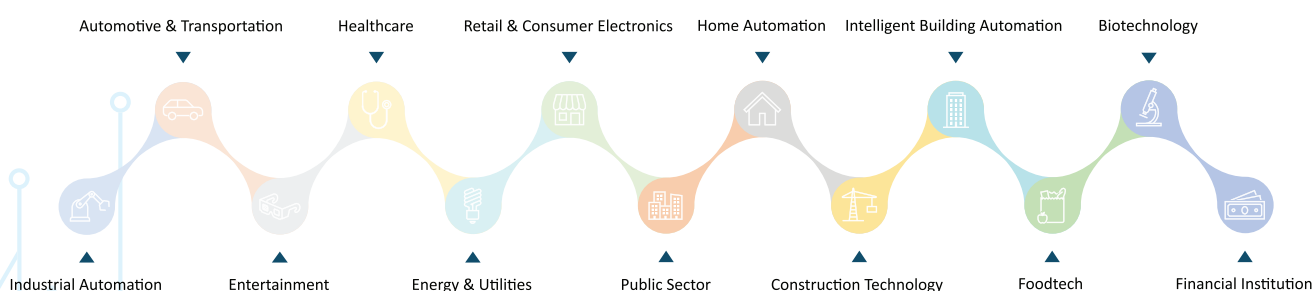 Automotive & Transportation
Healthcare
Retail & Consumer Electronics
Home Automation
Intelligent Building Automation
Biotechnology
Industrial Automation
Entertainment
Energy & Utilities
Public Sector
Construction Technology
Foodtech
Financial Institution